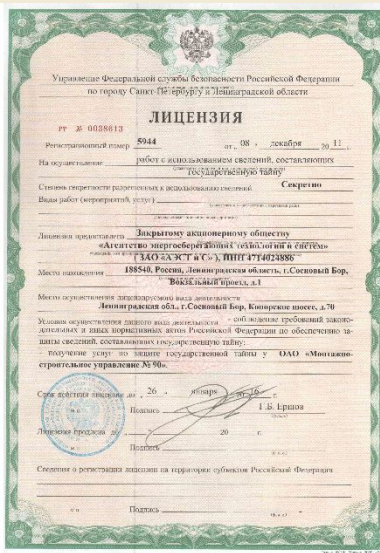 Управление Федеральной службы безопасности Российской Федерации
по городу Санкт-Петербургу и Ленинградской области
ЛИЦЕНЗИЯ
РТ № 0038613
Регистрационный номер 5944 от 08 декабря 2011 г.
На осуществление работ с использованием сведений, составляющих
государственную тайну
Степень секретности разрешенных к использованию сведений Секретно
Виды работ (мероприятий, услуг)
Лицензия предоставлена Закрытому акционерному обществу
«Агентство энергосберегающих технологий и систем»
( ЗАО «АЭСТ и С» ), ИНН 4714024886
Место нахождения 188540, Россия, Ленинградская область, г.Сосновый Бор,
Вокзальный проезд, д.1
Место осуществления лицензируемого вида деятельности
Ленинградская обл., г.Сосновый Бор, Копорское шоссе, д.70
Условия осуществления данного вида деятельности - соблюдение требований законо-
дательных и иных нормативных актов Российской Федерации по обеспечению за-
щиты сведений, составляющих государственную тайну;
- получение услуг по защите государственной тайны у ОАО «Монтажно-
строительное управление № 90».
Срок действия лицензии до 26 января 2016 г.
М.П. Подпись Г.Б. Ершов
Лицензия продлена до 20 г.
М.П. Подпись
Сведения о регистрации лицензии на территории субъектов Российской Федерации
М.П. Подпись